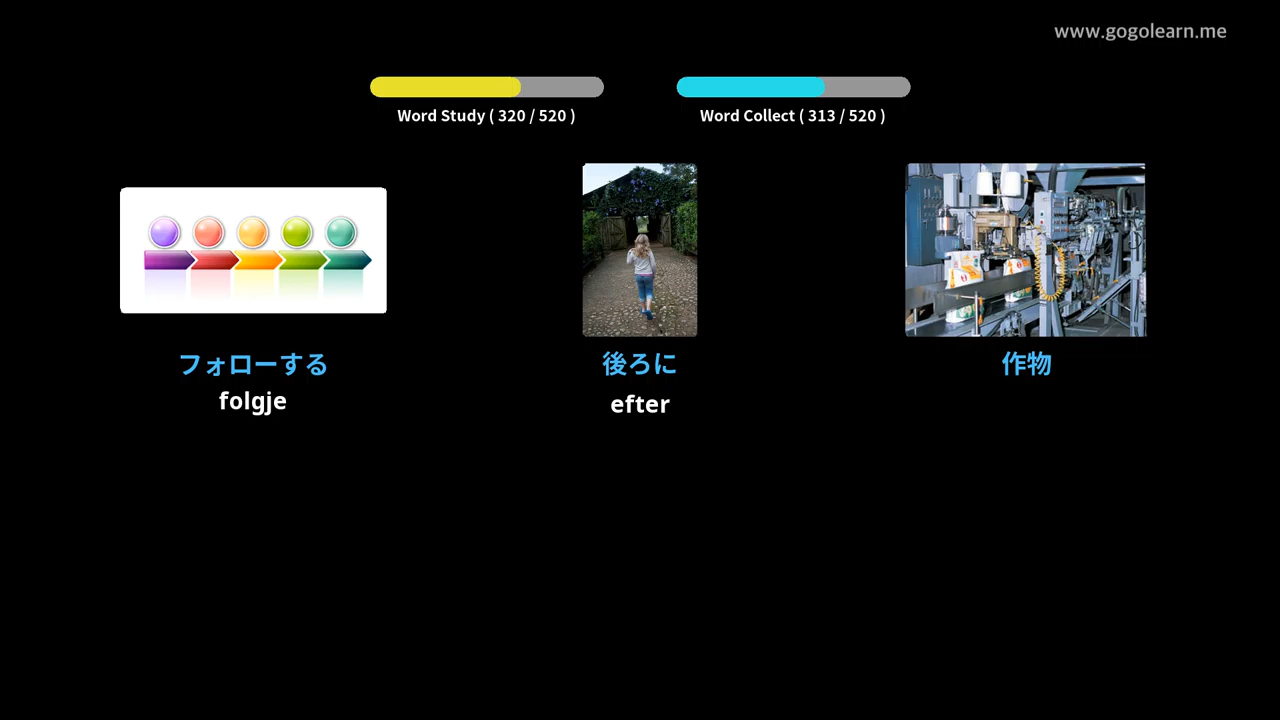 www.gogolearn.me
Word Study ( 320 / 520 )
Word Collect ( 313 / 520 )
フォローする
folgje
後ろに
efter
作物